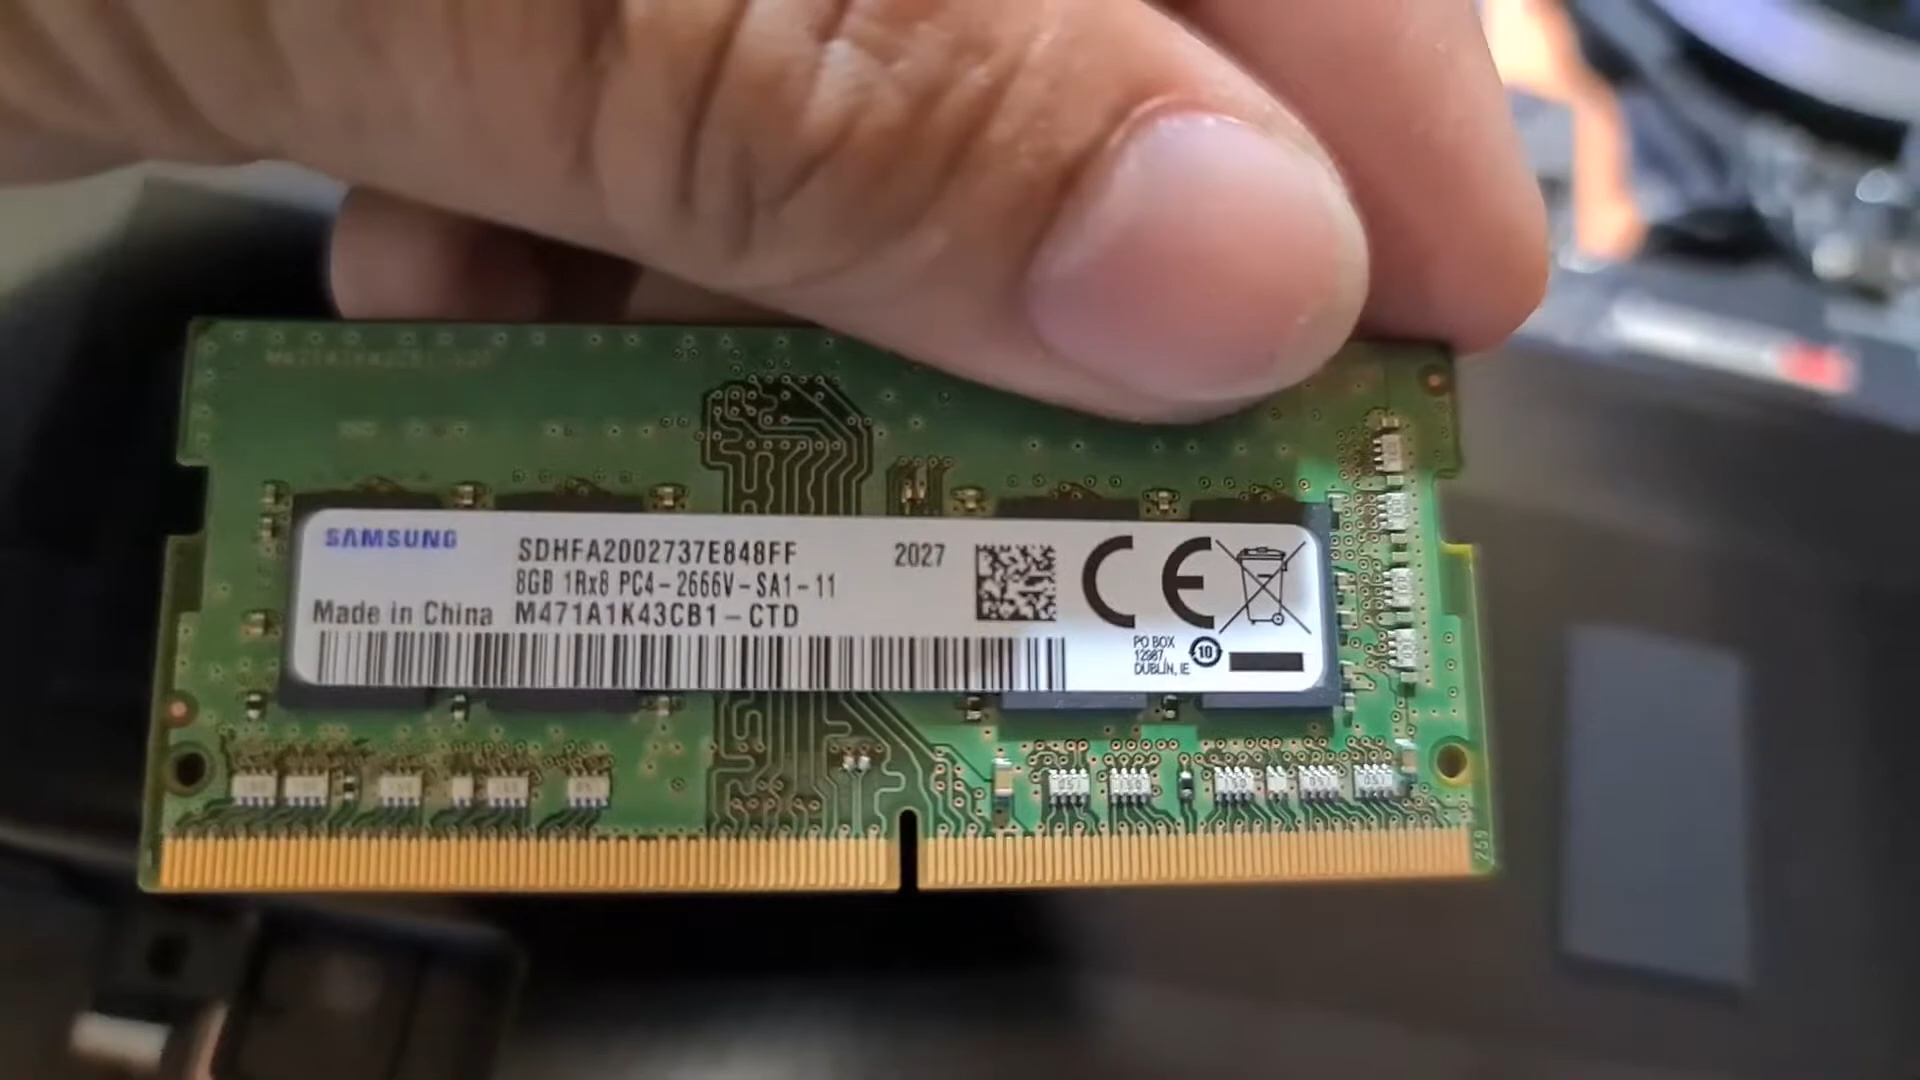 SAMSUNG
SDHFA2002737E848FF
2027
8GB 1Rx8 PC4-2666V-SA1-11
Made in China M471A1K43CB1-CTD
CE
PO BOX
12987,
DUBLIN, IE
10
259